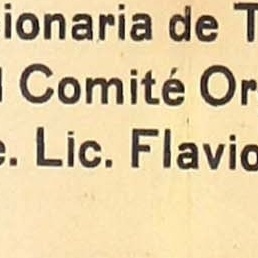 ionaria de T
l Comité Or
e. Lic. Flavio